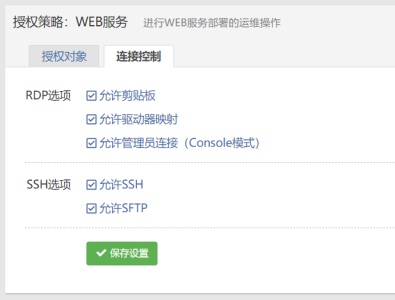 授权策略：WEB服务 进行WEB服务部署的运维操作
授权对象 连接控制
RDP选项 允许剪贴板
允许驱动器映射
允许管理员连接（Console模式）
SSH选项 允许SSH
允许SFTP
保存设置